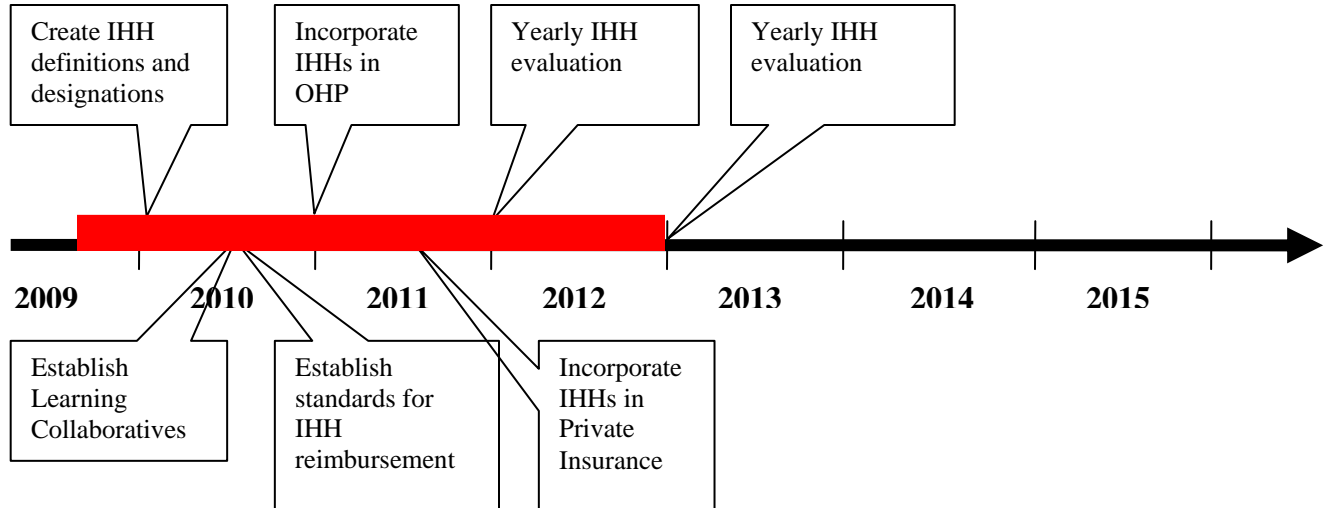 Create IHH
definitions and
designations
Incorporate
IHHs in
OHP
Yearly IHH
evaluation
Yearly IHH
evaluation
2009
2010
2011
2012
2013
2014
2015
Establish
Learning
Collaboratives
Establish
standards for
IHH
reimbursement
Incorporate
IHHs in
Private
Insurance